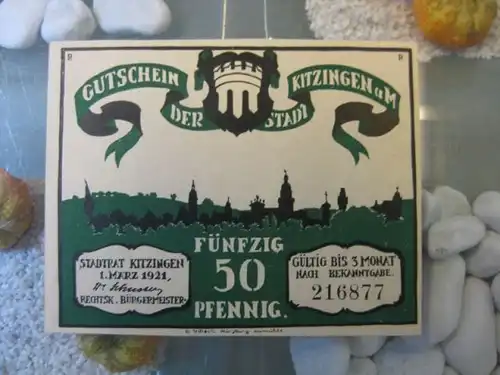 B
B
GUTSCHEIN
KITZINGEN a/M
DER STADT
FÜNFZIG
50
PFENNIG.
STADTRAT KITZINGEN
1. MÄRZ 1921,
RECHTSK. BÜRGERMEISTER
GÜLTIG BIS 3 MONAT
NACH BEKANNTGABE.
216877